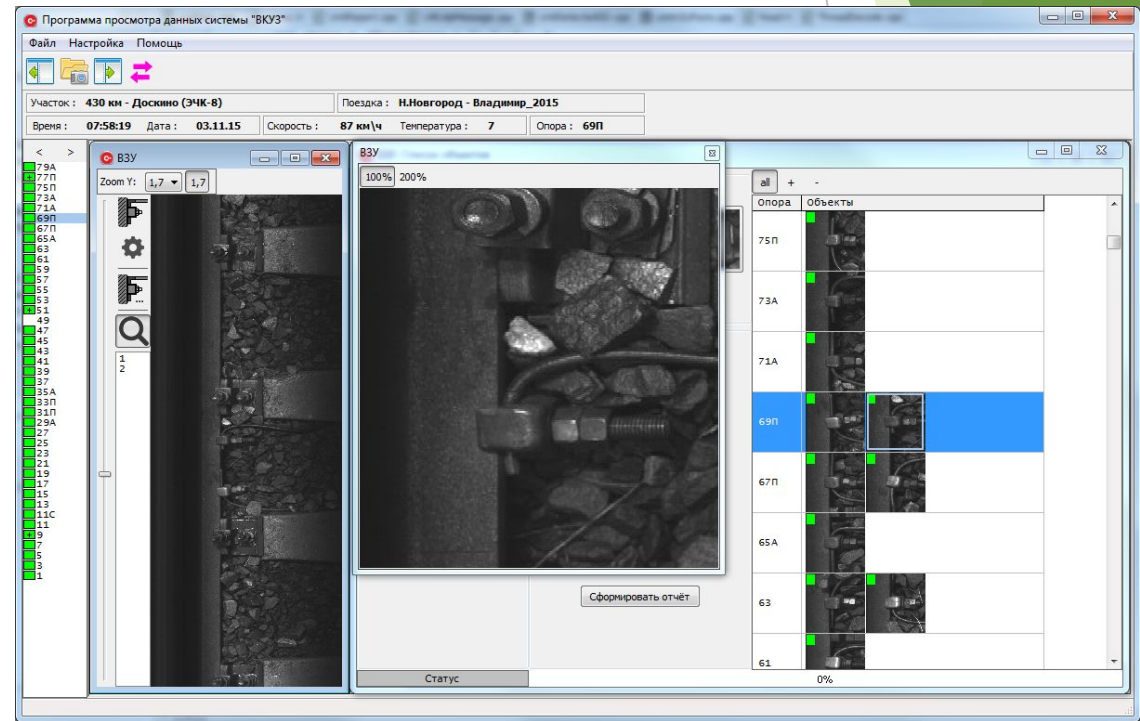 Программа просмотра данных системы "ВКУЗ"
Файл Настройка Помощь
Участок : 430 км - Доскино (ЭЧК-8) Поездка : Н.Новгород - Владимир_2015
Время : 07:58:19 Дата : 03.11.15 Скорость : 87 км\ч Температура : 7 Опора : 69П
< >
79А
77П
75П
73А
71А
69П
67П
65А
63
61
59
57
55
53
51
49
47
45
43
41
39
37
35А
33П
31П
29А
27
25
23
21
19
17
15
13
11С
11
9
7
5
3
1
ВЗУ
Zoom Y: 1,7 1,7
1
2
ВЗУ
100% 200%
Сформировать отчёт
Статус
0%
all + -
Опора Объекты
75П
73А
71А
69П
67П
65А
63
61